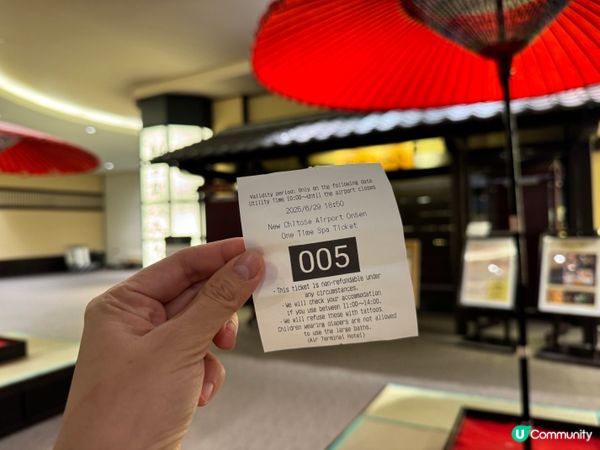 Validity period: Only on the following date
Utility Time 10:00~Until the airport closes
2025/6/29 18:50
New Chitose Airport Onsen
One Time Spa Ticket
005
- This ticket is non-refundable under
any circumstances.
- We will check your accommodation
if you use between 11:00~14:00.
- We will refuse those with tattoos.
Children wearing diapers are not allowed
to use the large baths.
(Air Terminal Hotel)
U Community